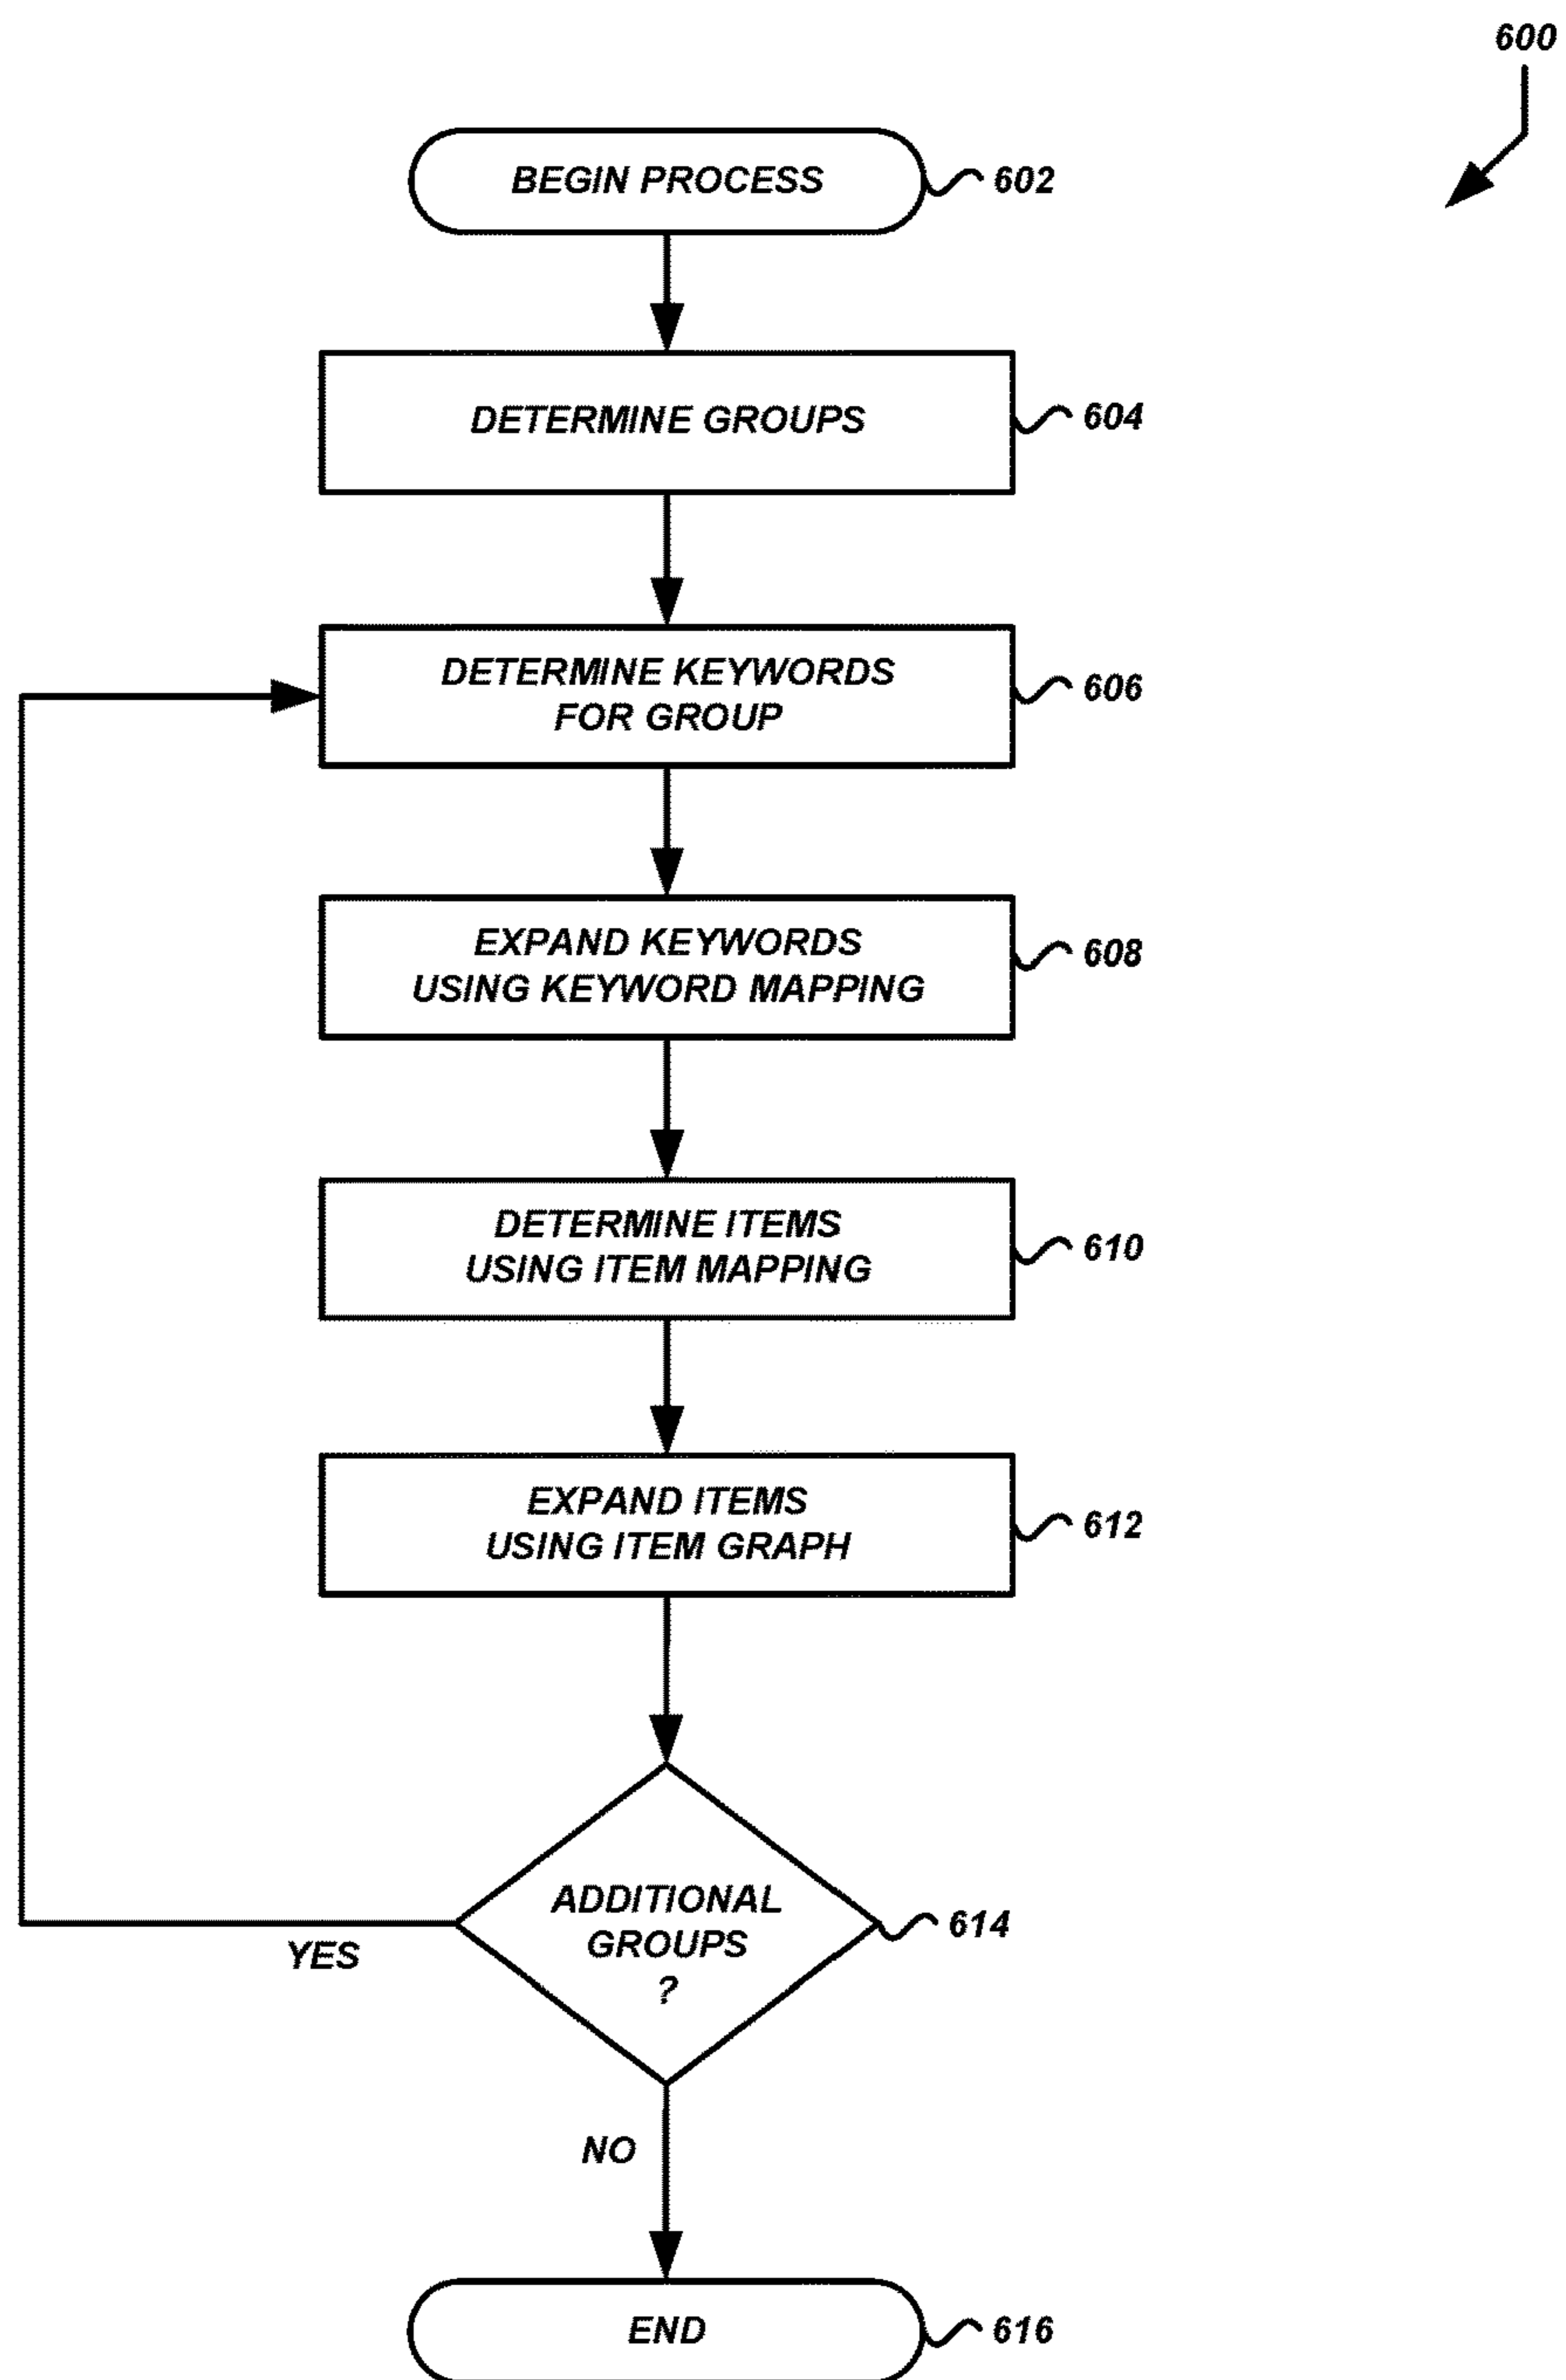 600
BEGIN PROCESS
602
DETERMINE GROUPS
604
DETERMINE KEYWORDS
FOR GROUP
606
EXPAND KEYWORDS
USING KEYWORD MAPPING
608
DETERMINE ITEMS
USING ITEM MAPPING
610
EXPAND ITEMS
USING ITEM GRAPH
612
ADDITIONAL
GROUPS
?
614
YES
NO
END
616